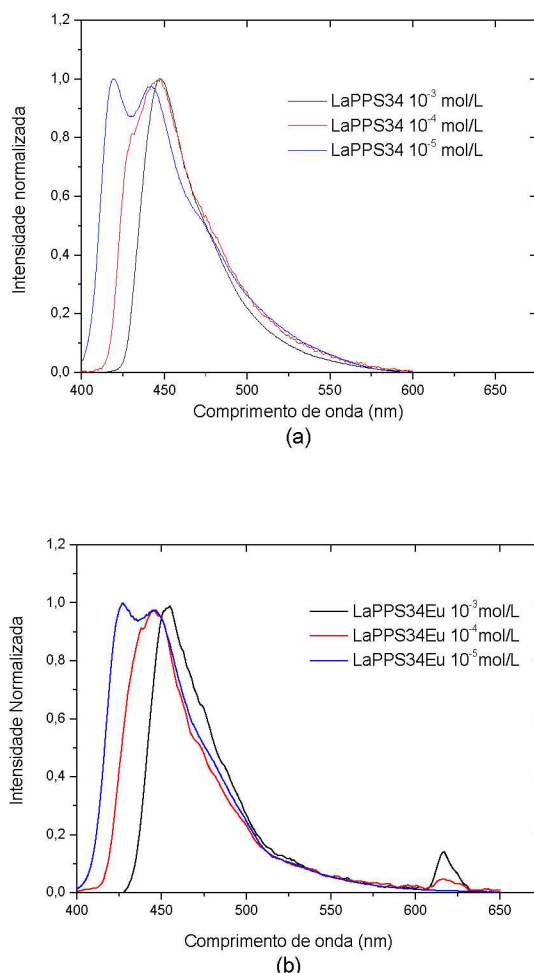 1,2
1,0
0,8
0,6
0,4
0,2
0,0
Intensidade normalizada
LaPPS34 10⁻³ mol/L
LaPPS34 10⁻⁴ mol/L
LaPPS34 10⁻⁵ mol/L
400 450 500 550 600 650
Comprimento de onda (nm)
(a)
1,2
1,0
0,8
0,6
0,4
0,2
0,0
Intensidade Normalizada
LaPPS34Eu 10⁻³mol/L
LaPPS34Eu 10⁻⁴mol/L
LaPPS34Eu 10⁻⁵mol/L
400 450 500 550 600 650
Comprimento de onda (nm)
(b)